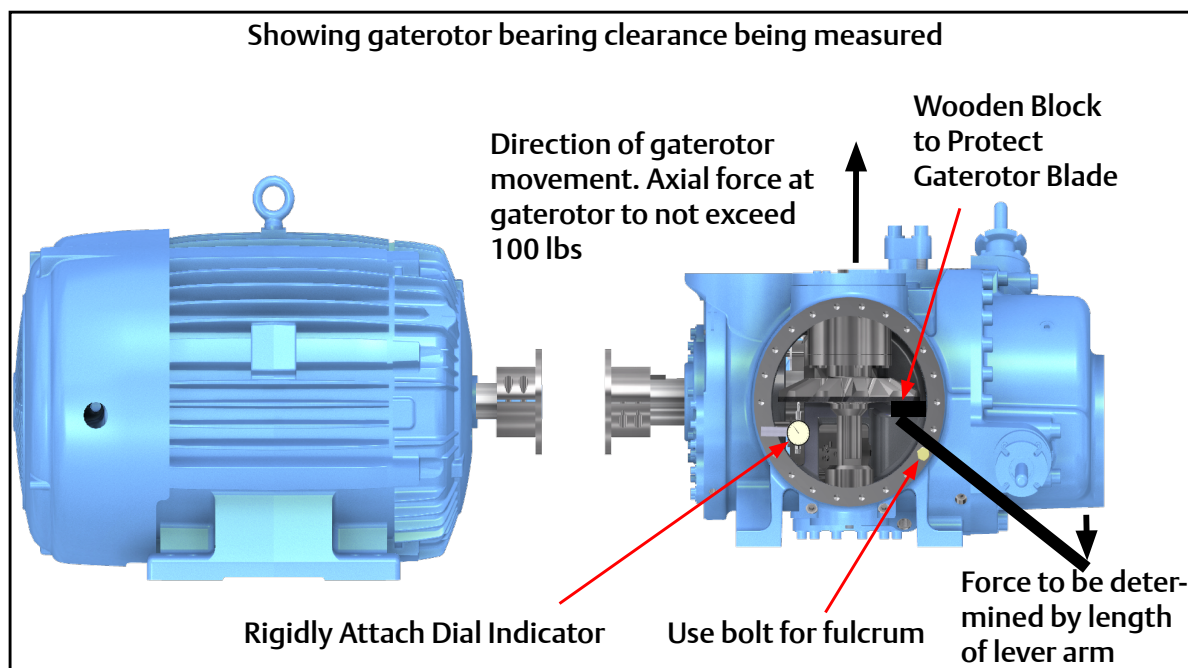 Showing gaterotor bearing clearance being measured
Direction of gaterotor
movement. Axial force at
gaterotor to not exceed
100 lbs
Wooden Block
to Protect
Gaterotor Blade
Rigidly Attach Dial Indicator
Use bolt for fulcrum
Force to be deter-
mined by length
of lever arm